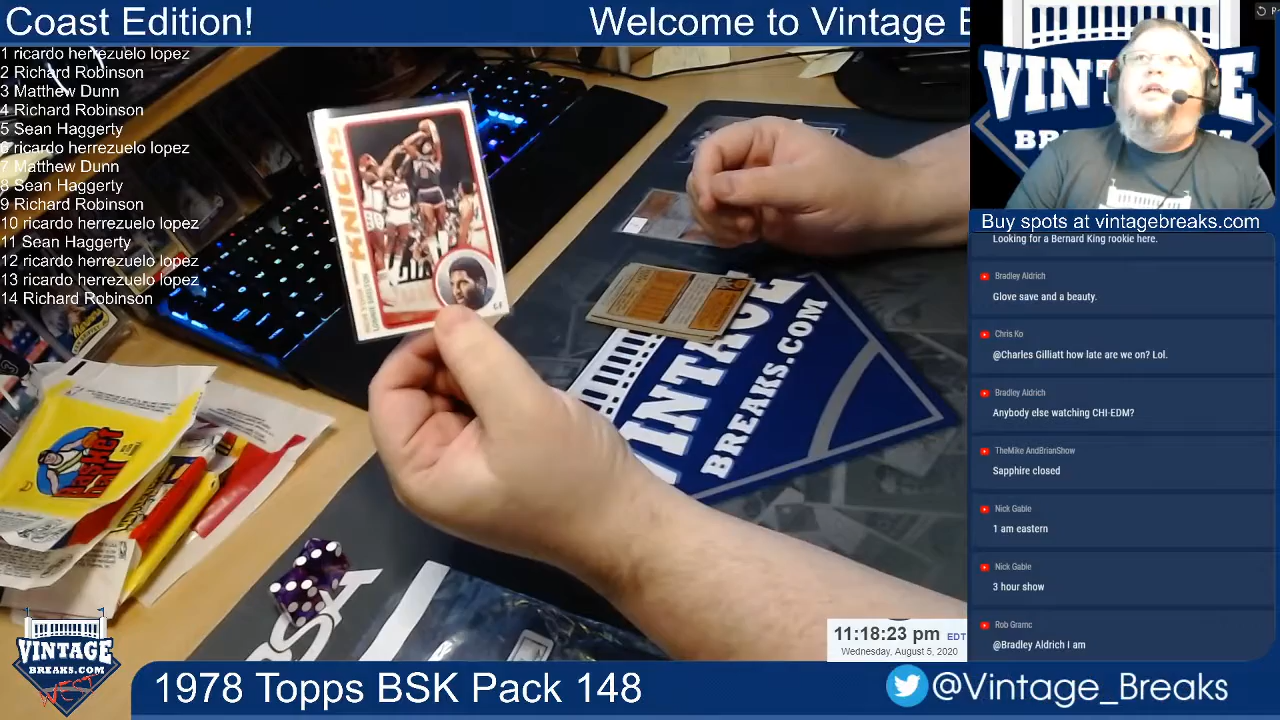 Coast Edition!
Welcome to Vintage B
1 ricardo herrezuelo lopez
2 Richard Robinson
3 Matthew Dunn
4 Richard Robinson
5 Sean Haggerty
6 ricardo herrezuelo lopez
7 Matthew Dunn
8 Sean Haggerty
9 Richard Robinson
10 ricardo herrezuelo lopez
11 Sean Haggerty
12 ricardo herrezuelo lopez
13 ricardo herrezuelo lopez
14 Richard Robinson
KNICKS
VINTAGE
BREAKS.COM
VINTAGE
Buy spots at vintagebreaks.com
Looking for a Bernard King rookie here.
Bradley Aldrich
Glove save and a beauty.
Chris Ko
@Charles Gilliatt how late are we on? Lol.
Bradley Aldrich
Anybody else watching CHI-EDM?
TheMike AndBrianShow
Sapphire closed
Nick Gable
1 am eastern
Nick Gable
3 hour show
Rob Gramc
@Bradley Aldrich I am
11:18:23 pm EDT
Wednesday, August 5, 2020
VINTAGE
BREAKS.COM
WEST
1978 Topps BSK Pack 148
@Vintage_Breaks